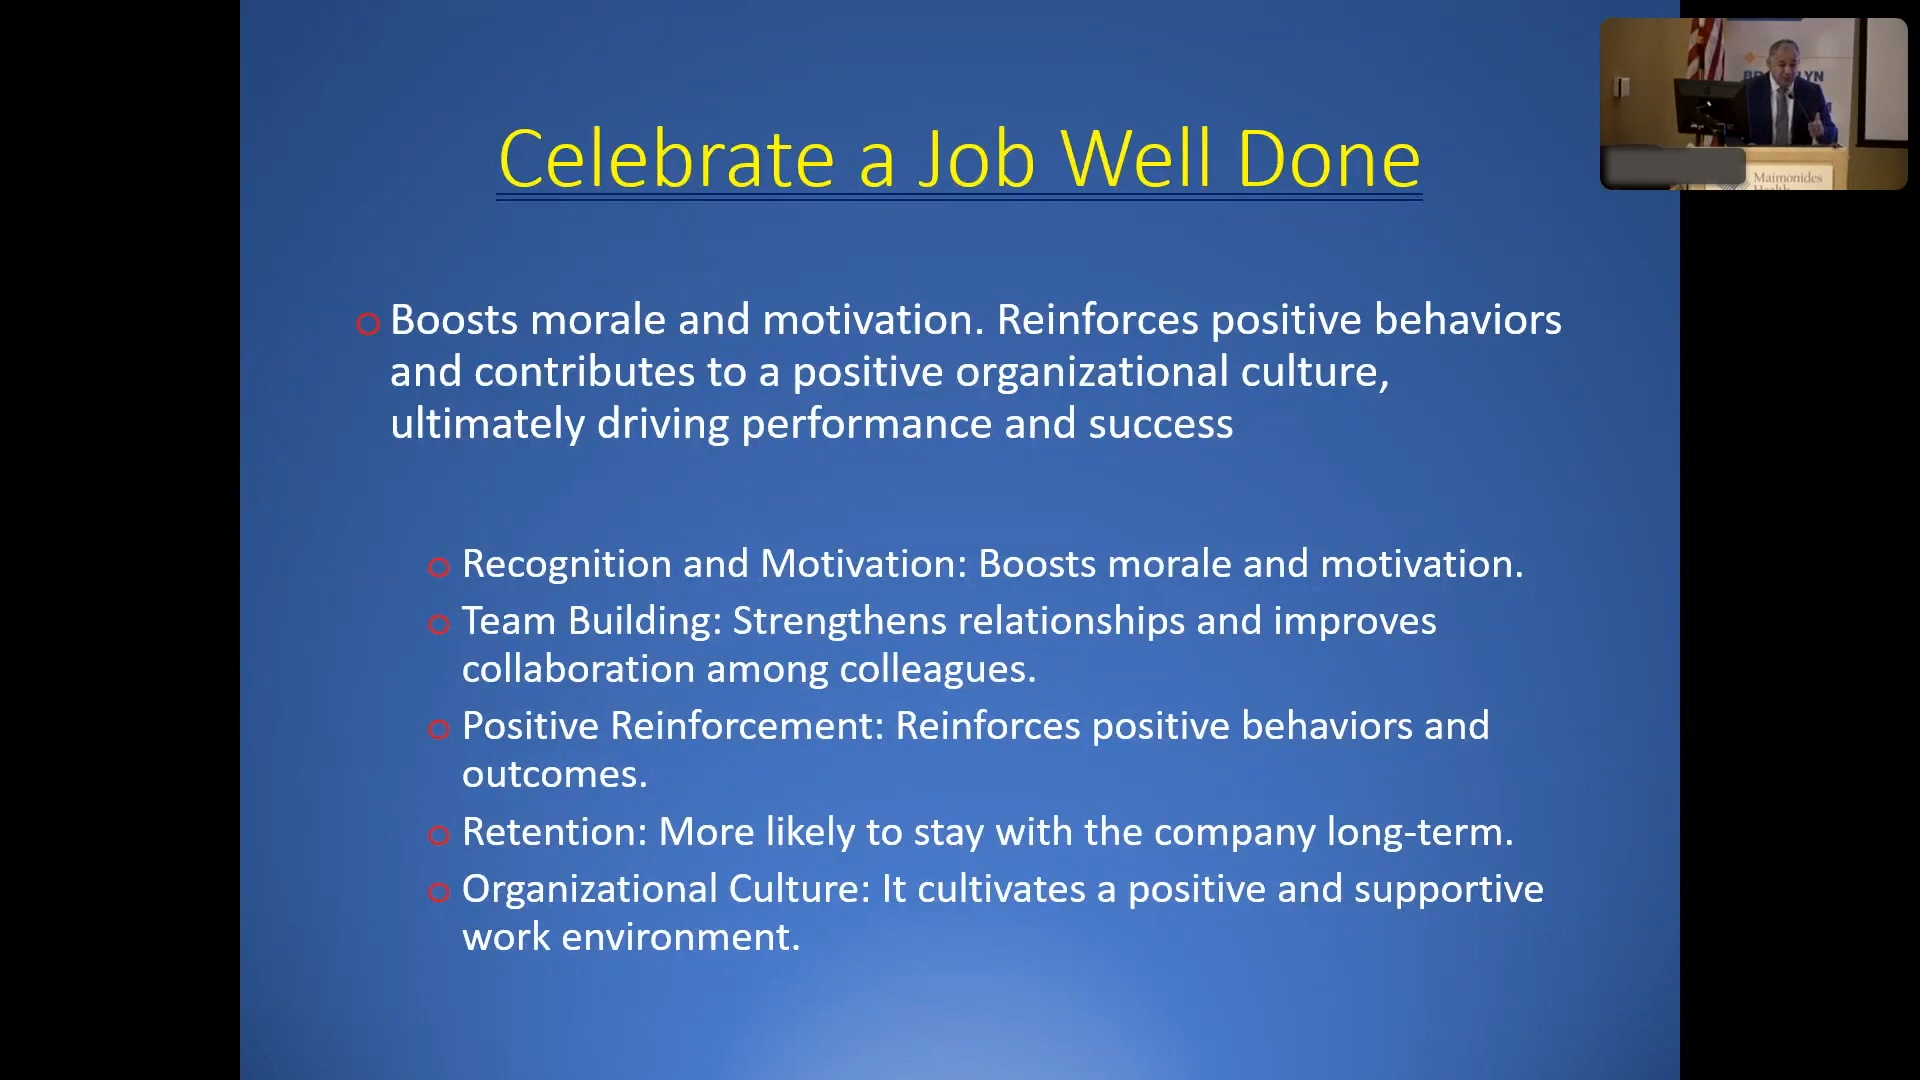 Celebrate a Job Well Done
Boosts morale and motivation. Reinforces positive behaviors
and contributes to a positive organizational culture,
ultimately driving performance and success
Recognition and Motivation: Boosts morale and motivation.
Team Building: Strengthens relationships and improves
collaboration among colleagues.
Positive Reinforcement: Reinforces positive behaviors and
outcomes.
Retention: More likely to stay with the company long-term.
Organizational Culture: It cultivates a positive and supportive
work environment.
Maimonides
Health